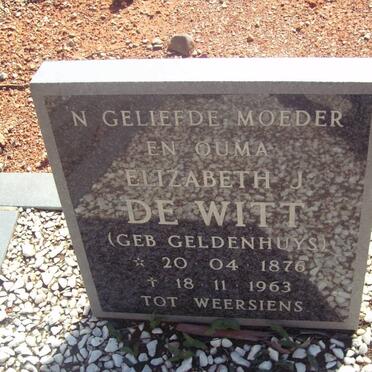 N GELIEFDE MOEDER
EN OUMA
ELIZABETH J
DE WITT
(GEB GELDENHUYS)
☆ 20 04 1876
† 18 11 1963
TOT WEERSIENS